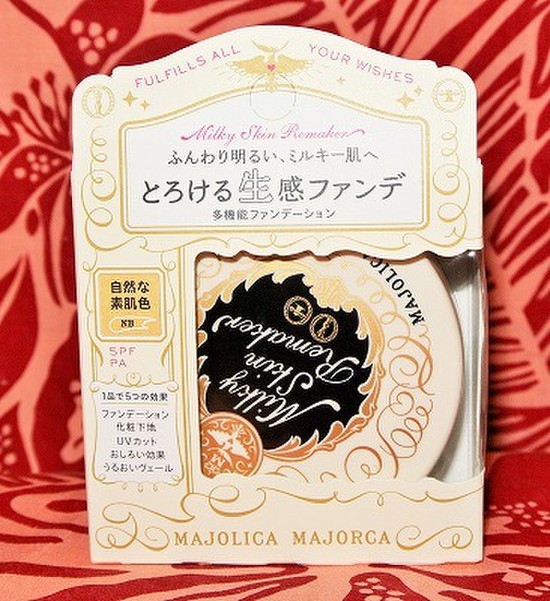 FULFILLS ALL YOUR WISHES
Milky Skin Remaker
ふんわり明るい、ミルキー肌へ
とろける生感ファンデ
多機能ファンデーション
自然な
素肌色
NB
SPF
PA
1品で5つの効果
ファンデーション
化粧下地
UVカット
おしろい効果
うるおいヴェール
MAJOLICA
Milky
Skin
Remaker
MAJOLICA MAJORCA